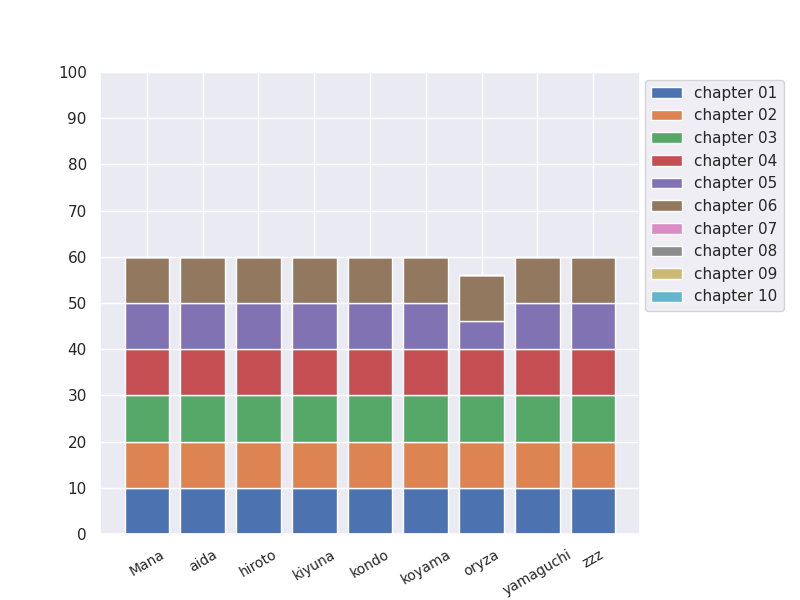 100
90
80
70
60
50
40
30
20
10
0
Mana
aida
hiroto
kiyuna
kondo
koyama
oryza
yamaguchi
zzz
chapter 01
chapter 02
chapter 03
chapter 04
chapter 05
chapter 06
chapter 07
chapter 08
chapter 09
chapter 10